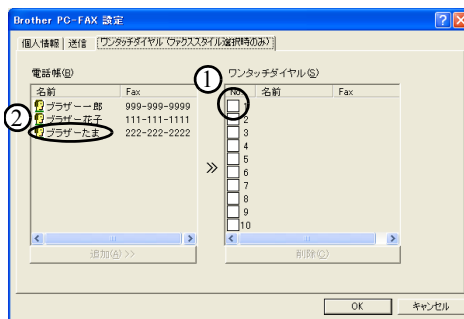 Brother PC-FAX 設定
個人情報 送信 ワンタッチダイヤル(ファクススタイル選択時のみ)
電話帳(B)
名前 Fax
ブラザー一郎 999-999-9999
ブラザー花子 111-111-1111
ブラザーたま 222-222-2222
追加(A) >>
②
»
①
ワンタッチダイヤル(S)
No. 名前 Fax
1
2
3
4
5
6
7
8
9
10
削除(O)
OK キャンセル